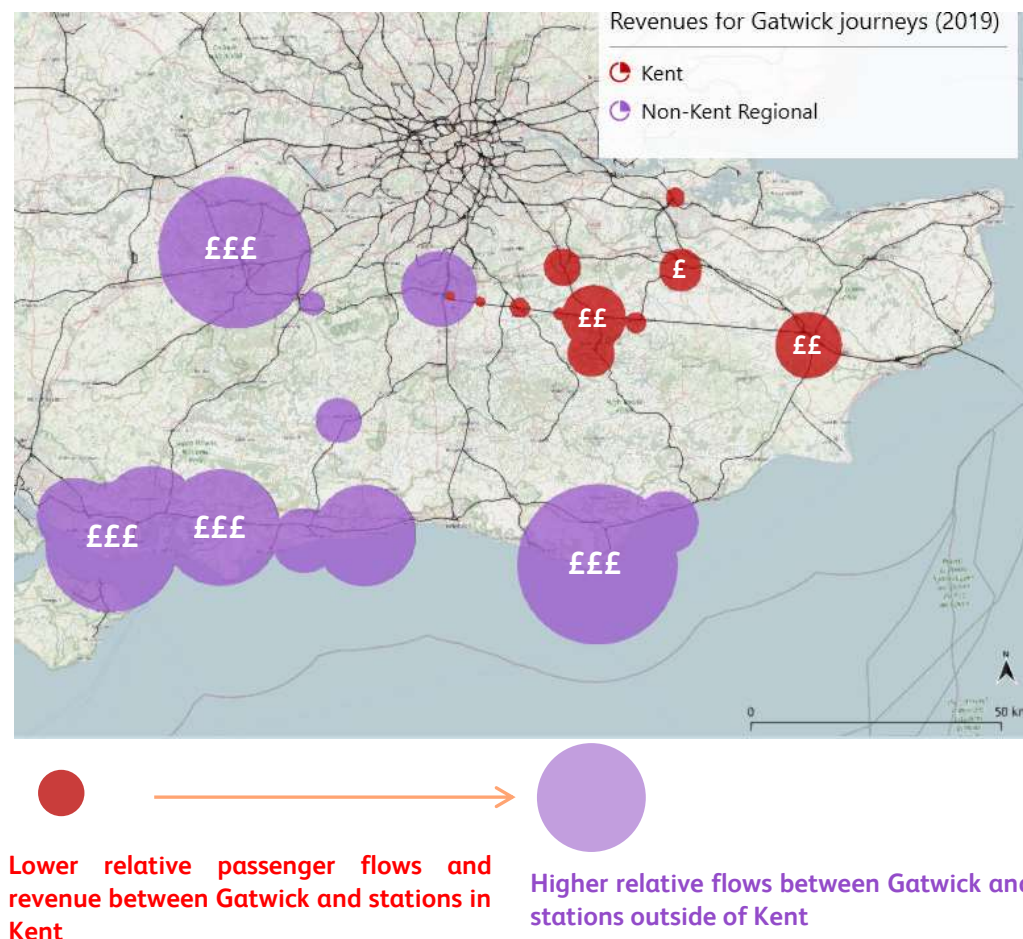 Revenues for Gatwick journeys (2019)
Kent
Non-Kent Regional
£££
£
££
££
£££
£££
£££
N
0
50 km
Lower relative passenger flows and
revenue between Gatwick and stations in
Kent
Higher relative flows between Gatwick and
stations outside of Kent